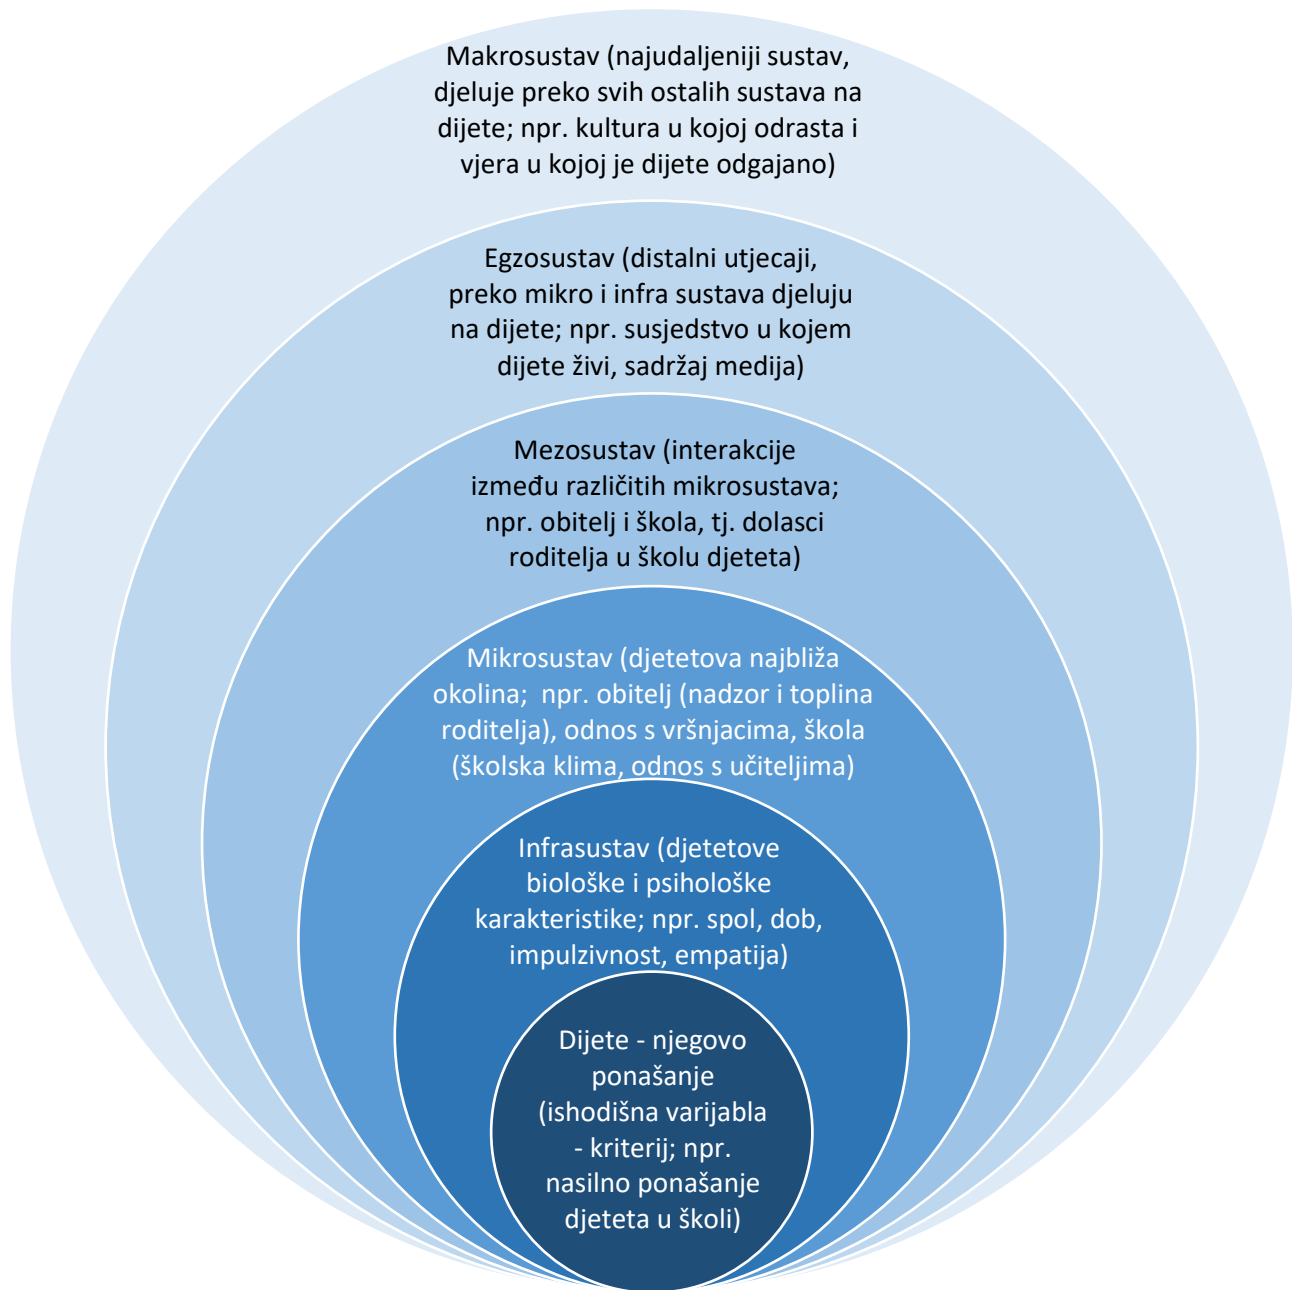 Makrosustav (najudaljeniji sustav,
djeluje preko svih ostalih sustava na
dijete; npr. kultura u kojoj odrasta i
vjera u kojoj je dijete odgajano)
Egzosustav (distalni utjecaji,
preko mikro i infra sustava djeluju
na dijete; npr. susjedstvo u kojem
dijete živi, sadržaj medija)
Mezosustav (interakcije
između različitih mikrosustava;
npr. obitelj i škola, tj. dolasci
roditelja u školu djeteta)
Mikrosustav (djetetova najbliža
okolina;  npr. obitelj (nadzor i toplina
roditelja), odnos s vršnjacima, škola
(školska klima, odnos s učiteljima)
Infrasustav (djetetove
biološke i psihološke
karakteristike; npr. spol, dob,
impulzivnost, empatija)
Dijete - njegovo
ponašanje
(ishodišna varijabla
- kriterij; npr.
nasilno ponašanje
djeteta u školi)